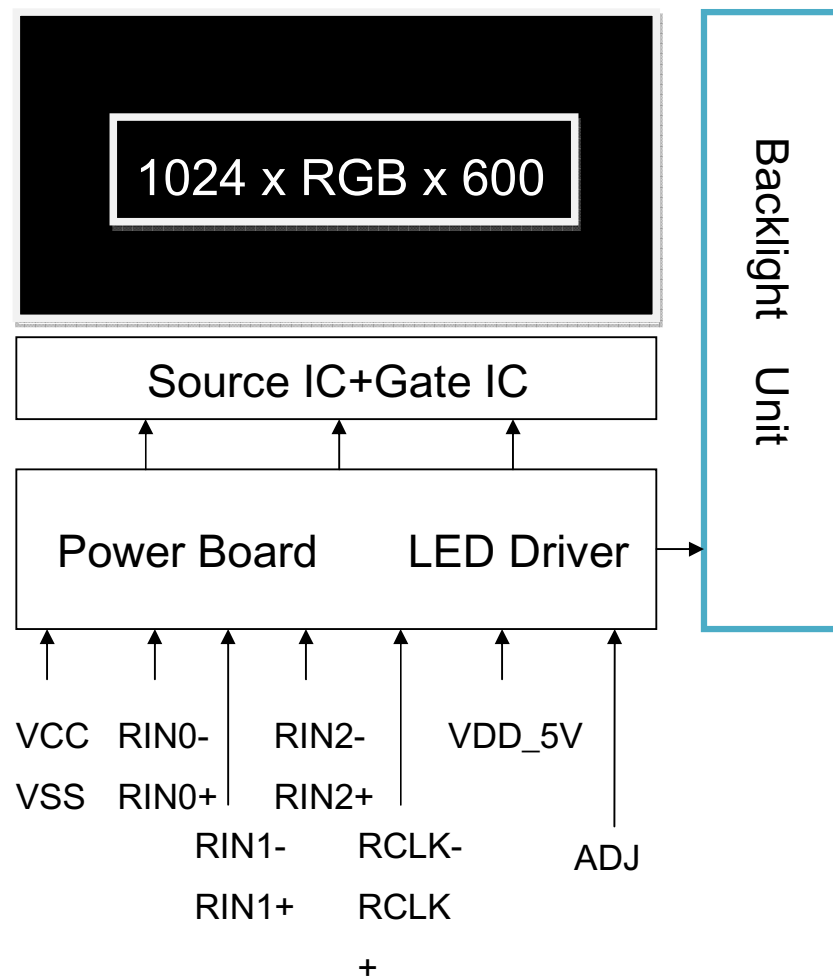 1024 x RGB x 600
Backlight Unit
Source IC+Gate IC
Power Board LED Driver
VCC RIN0- RIN2- VDD_5V
VSS RIN0+ RIN2+
RIN1- RCLK- ADJ
RIN1+ RCLK
+